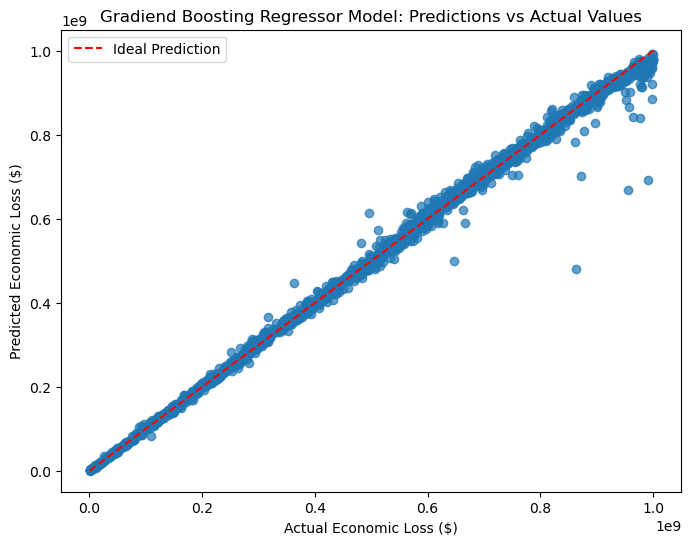 Gradiend Boosting Regressor Model: Predictions vs Actual Values
1e9
Ideal Prediction
1.0
0.8
0.6
0.4
0.2
0.0
Predicted Economic Loss ($)
0.0 0.2 0.4 0.6 0.8 1.0
1e9
Actual Economic Loss ($)